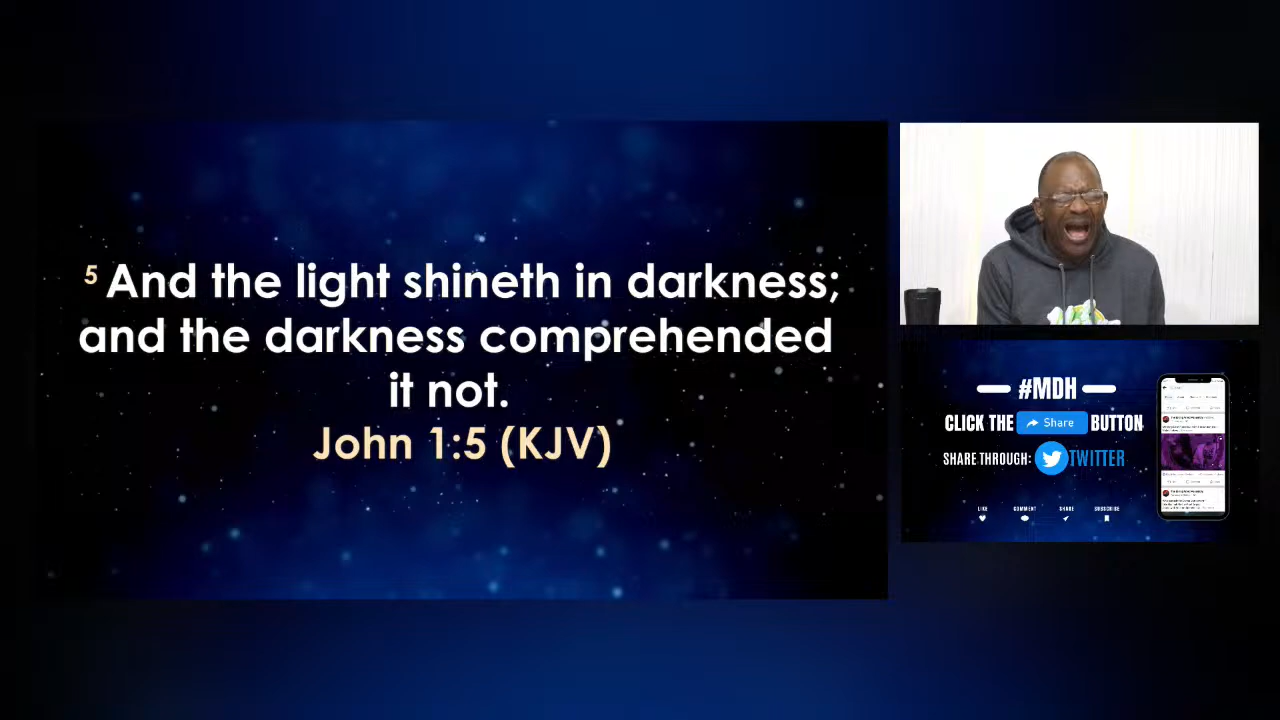 5 And the light shineth in darkness;
and the darkness comprehended
it not.
John 1:5 (KJV)
#MDH
CLICK THE Share BUTTON
SHARE THROUGH: TWITTER
LIKE COMMENT SHARE SUBSCRIBE